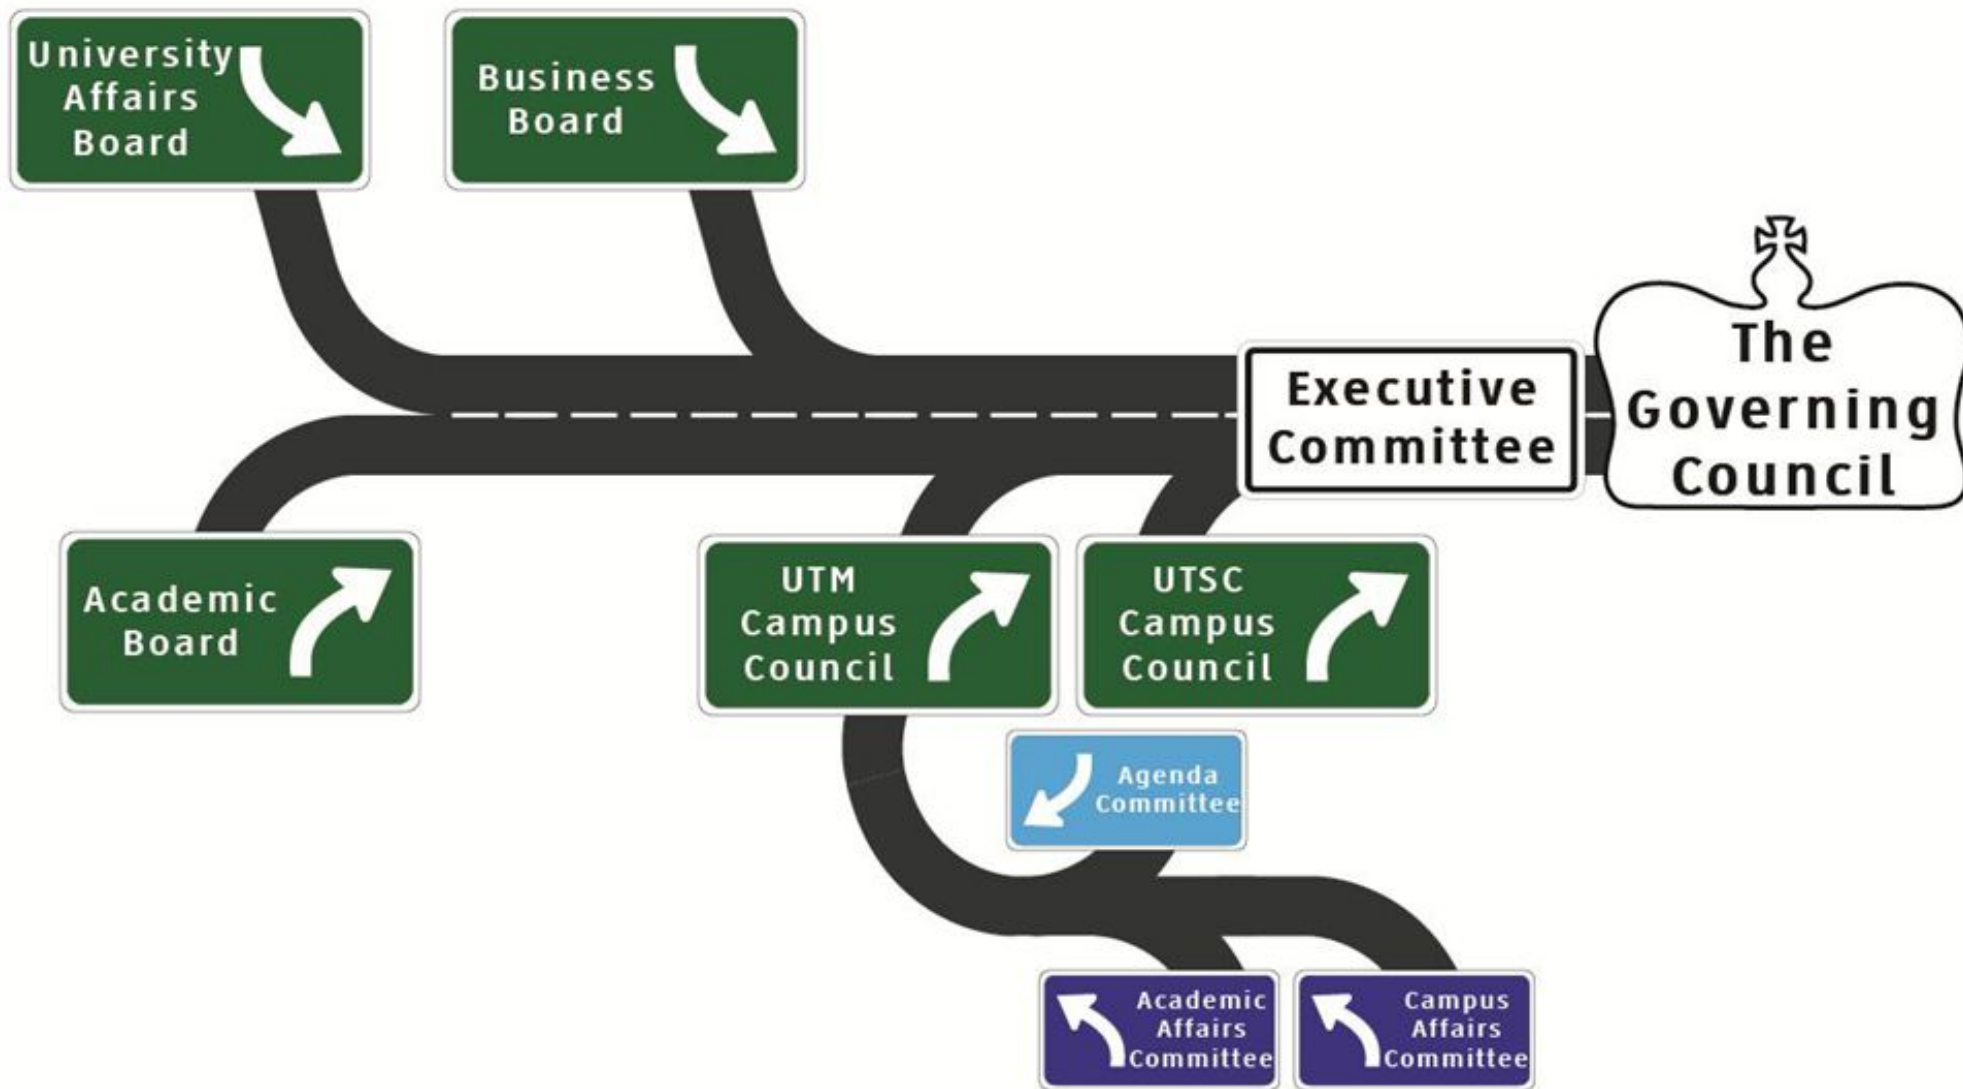 University
Affairs
Board
Business
Board
Executive
Committee
The
Governing
Council
Academic
Board
UTM
Campus
Council
UTSC
Campus
Council
Agenda
Committee
Academic
Affairs
Committee
Campus
Affairs
Committee